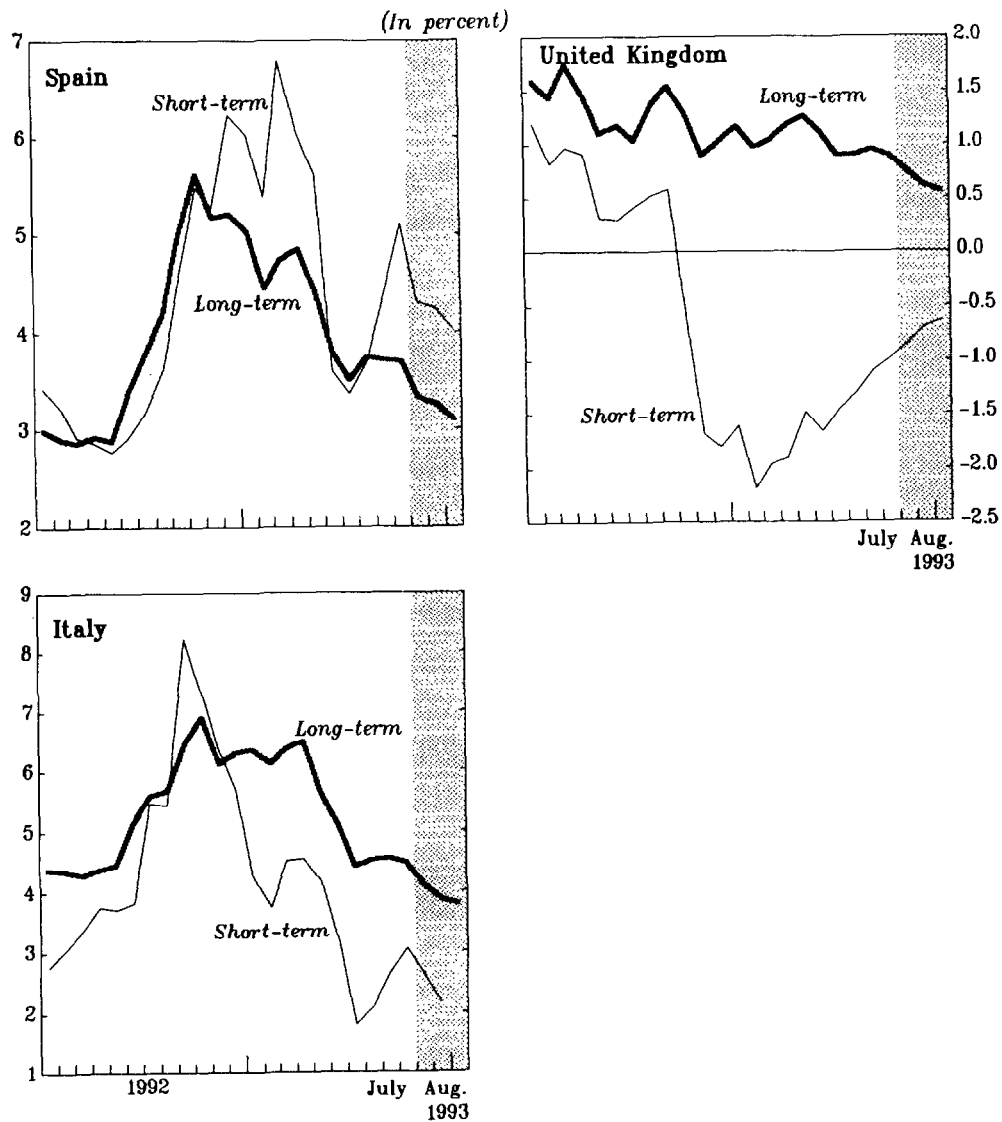 (In percent)
Spain
7
6
5
4
3
2
Short-term
Long-term
United Kingdom
2.0
1.5
1.0
0.5
0.0
-0.5
-1.0
-1.5
-2.0
-2.5
Long-term
Short-term
July Aug.
1993
Italy
9
8
7
6
5
4
3
2
1
Long-term
Short-term
1992 July Aug.
1993